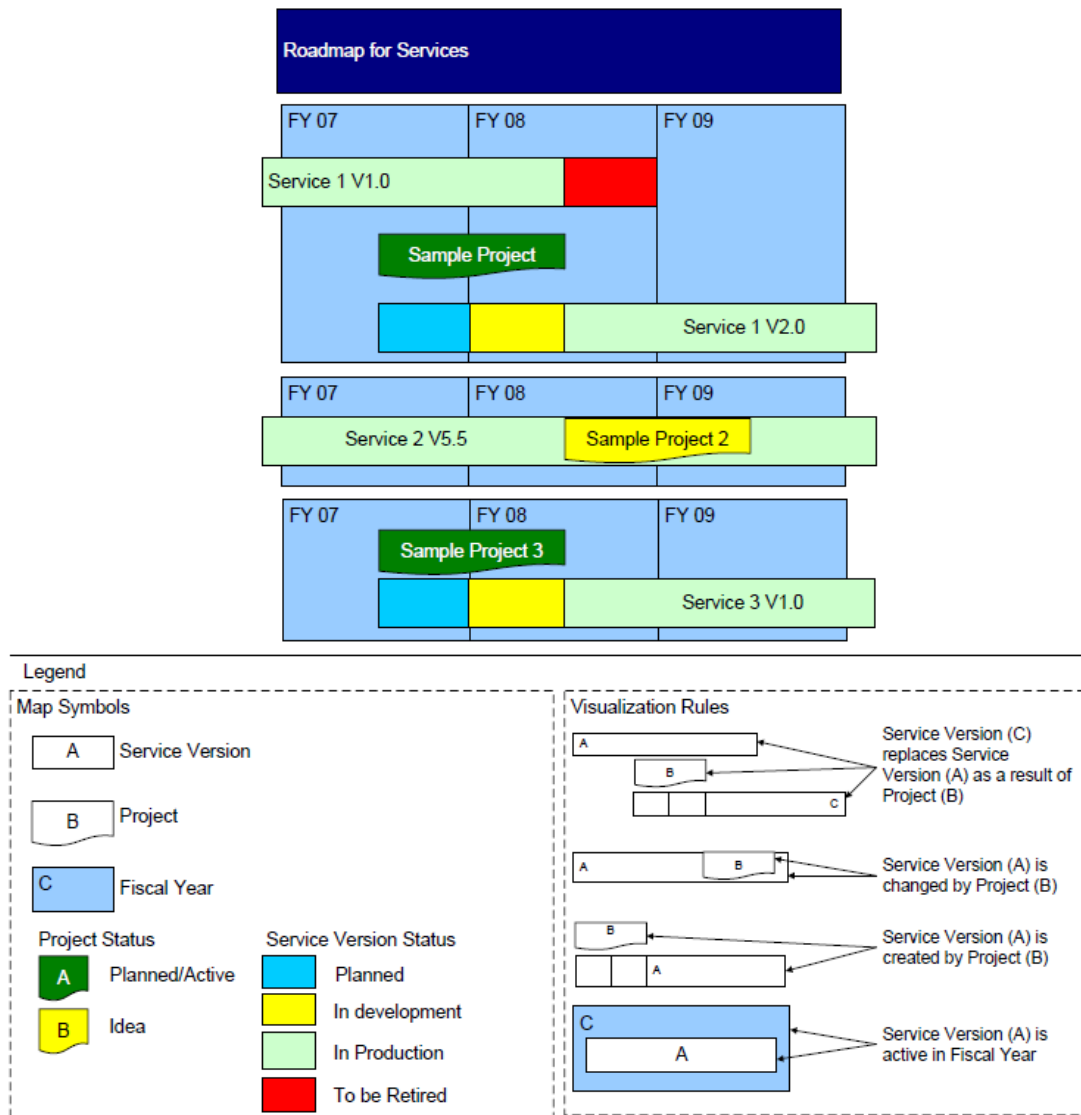 Roadmap for Services
FY 07
FY 08
FY 09
Service 1 V1.0
Sample Project
Service 1 V2.0
FY 07
FY 08
FY 09
Service 2 V5.5
Sample Project 2
FY 07
FY 08
FY 09
Sample Project 3
Service 3 V1.0
Legend
Map Symbols
A
Service Version
B
Project
C
Fiscal Year
Project Status
A
Planned/Active
B
Idea
Service Version Status
Planned
In development
In Production
To be Retired
Visualization Rules
A
B
C
Service Version (C)
replaces Service
Version (A) as a result of
Project (B)
A
B
Service Version (A) is
changed by Project (B)
B
A
Service Version (A) is
created by Project (B)
C
A
Service Version (A) is
active in Fiscal Year